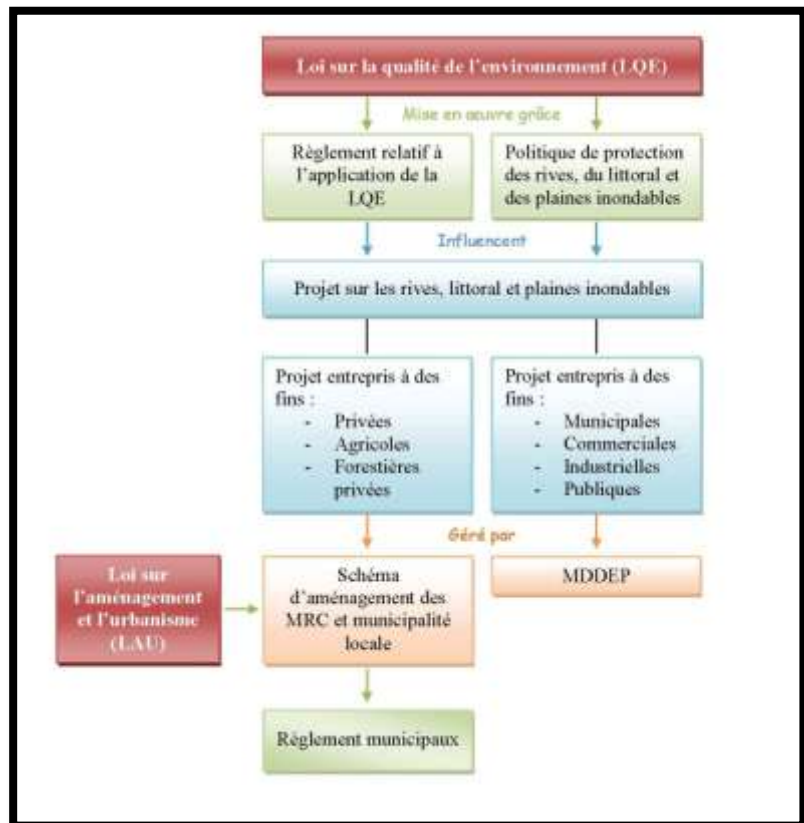 Loi sur la qualité de l'environnement (LQE)
Mise en œuvre grâce
Règlement relatif à
l'application de la
LQE
Politique de protection
des rives, du littoral et
des plaines inondables
Influencent
Projet sur les rives, littoral et plaines inondables
Projet entrepris à des
fins :
- Privées
- Agricoles
- Forestières
privées
Projet entrepris à des
fins :
- Municipales
- Commerciales
- Industrielles
- Publiques
Géré par
Loi sur
l'aménagement
et l'urbanisme
(LAU)
Schéma
d'aménagement des
MRC et municipalité
locale
MDDEP
Règlement municipaux